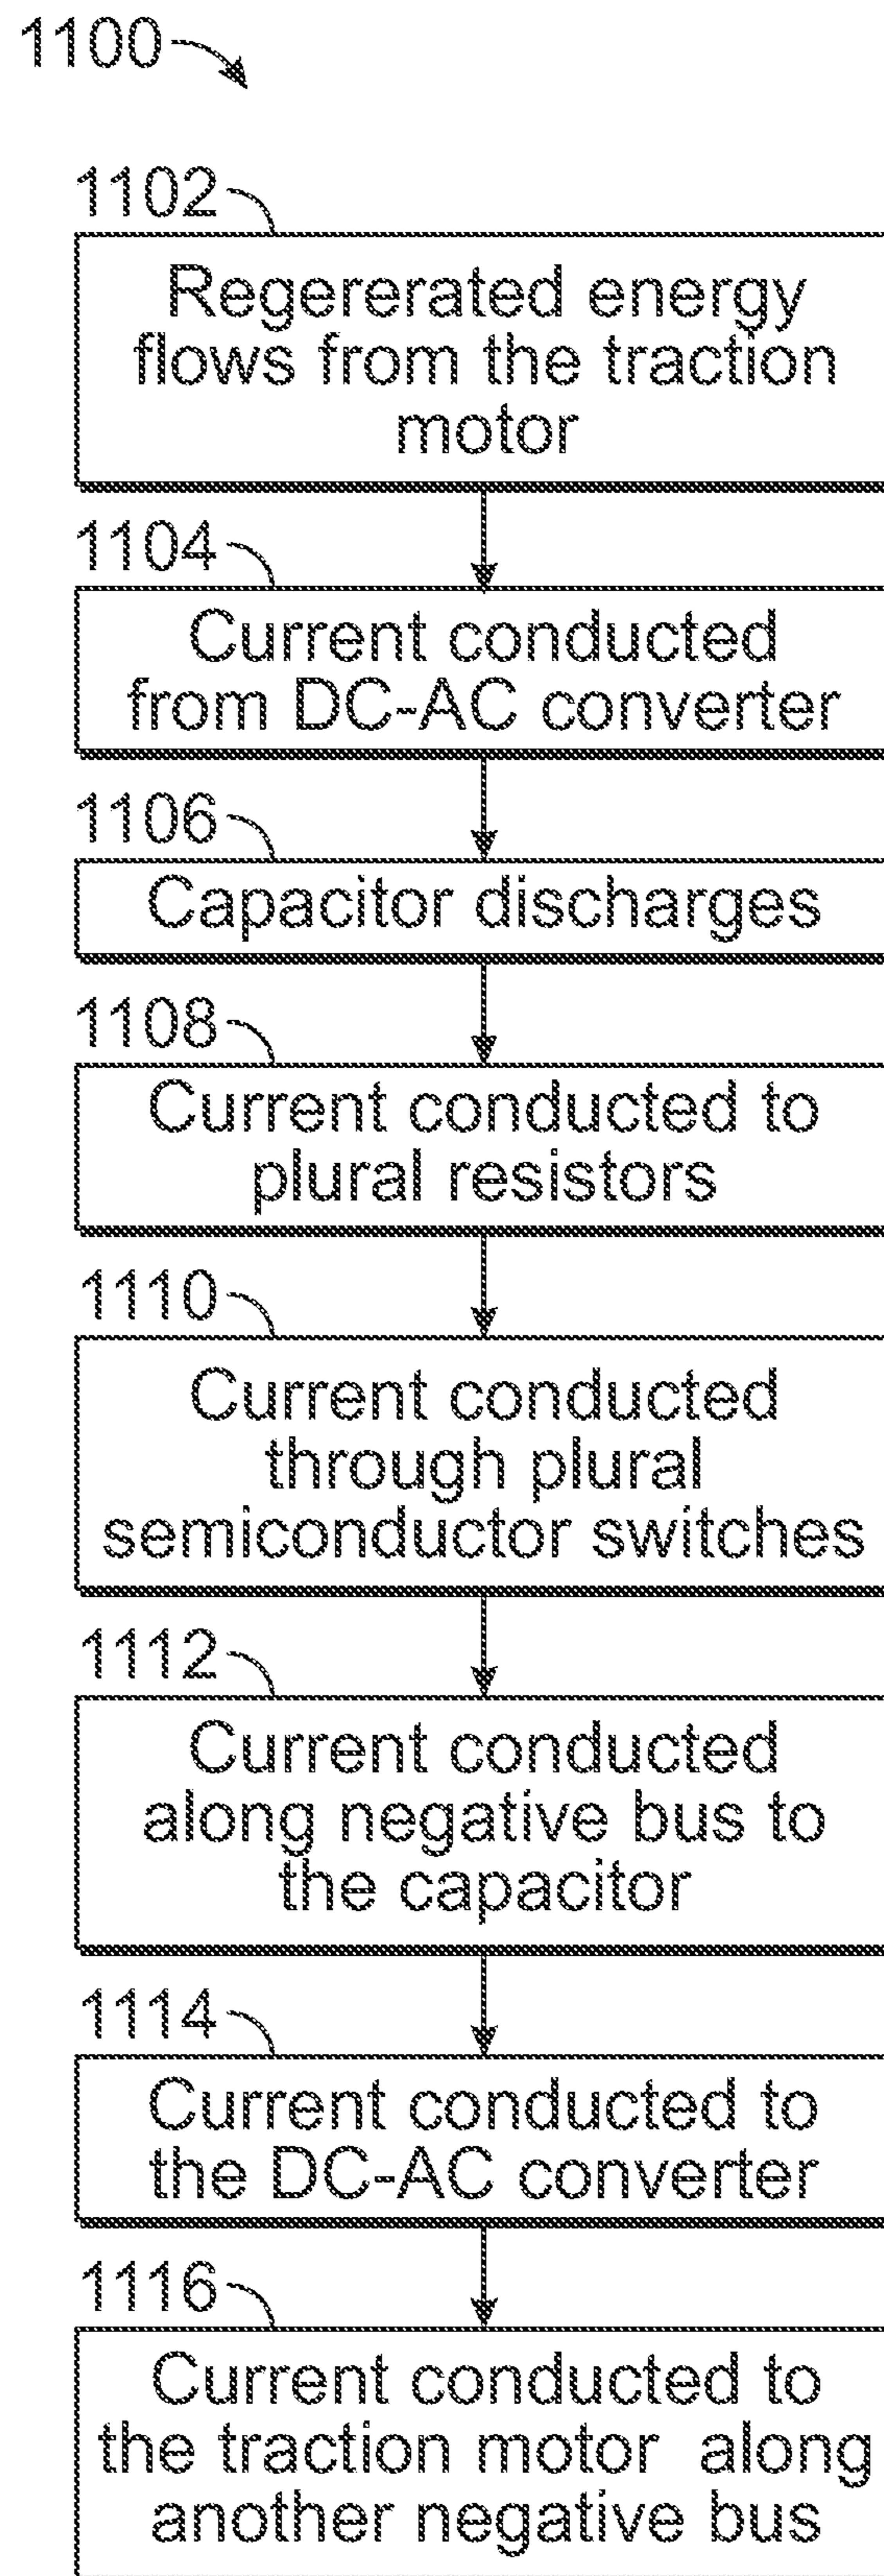 1100
1102
Regererated energy
flows from the traction
motor
1104
Current conducted
from DC-AC converter
1106
Capacitor discharges
1108
Current conducted to
plural resistors
1110
Current conducted
through plural
semiconductor switches
1112
Current conducted
along negative bus to
the capacitor
1114
Current conducted to
the DC-AC converter
1116
Current conducted to
the traction motor along
another negative bus